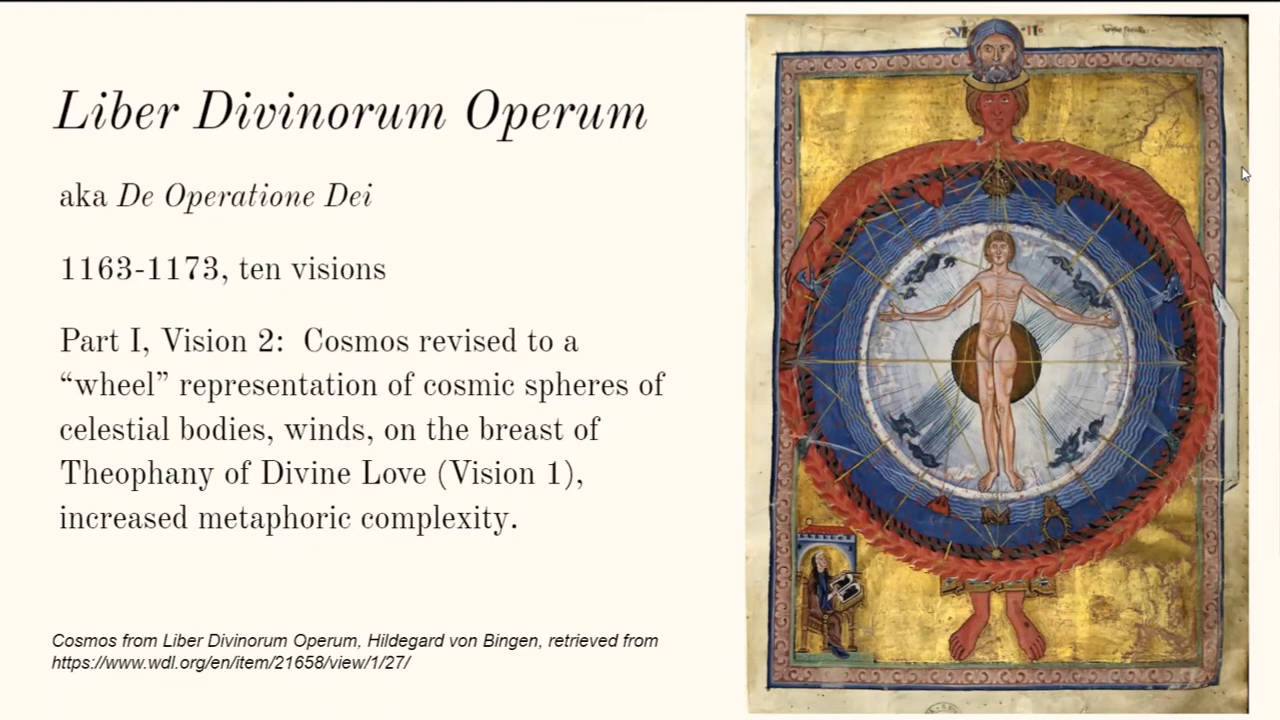 Liber Divinorum Operum
aka De Operatione Dei
1163-1173, ten visions
Part I, Vision 2:  Cosmos revised to a
“wheel” representation of cosmic spheres of
celestial bodies, winds, on the breast of
Theophany of Divine Love (Vision 1),
increased metaphoric complexity.
Cosmos from Liber Divinorum Operum, Hildegard von Bingen, retrieved from
https://www.wdl.org/en/item/21658/view/1/27/